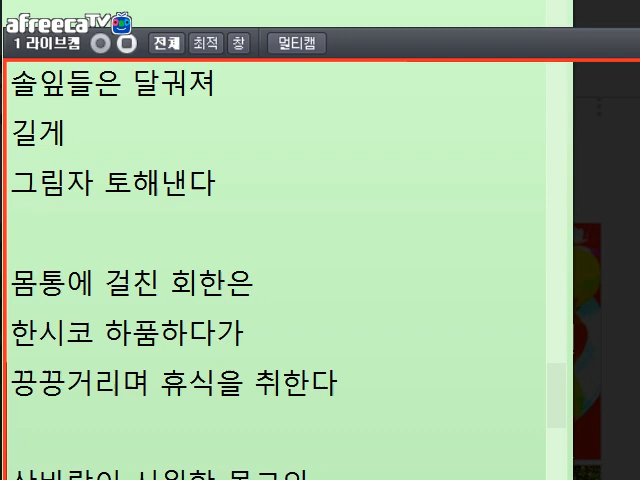 afreecaTV
1 라이브캠 전체 최적 창 멀티캠
솔잎들은 달궈져
길게
그림자 토해낸다
몸통에 걸친 회한은
한시코 하품하다가
끙끙거리며 휴식을 취한다